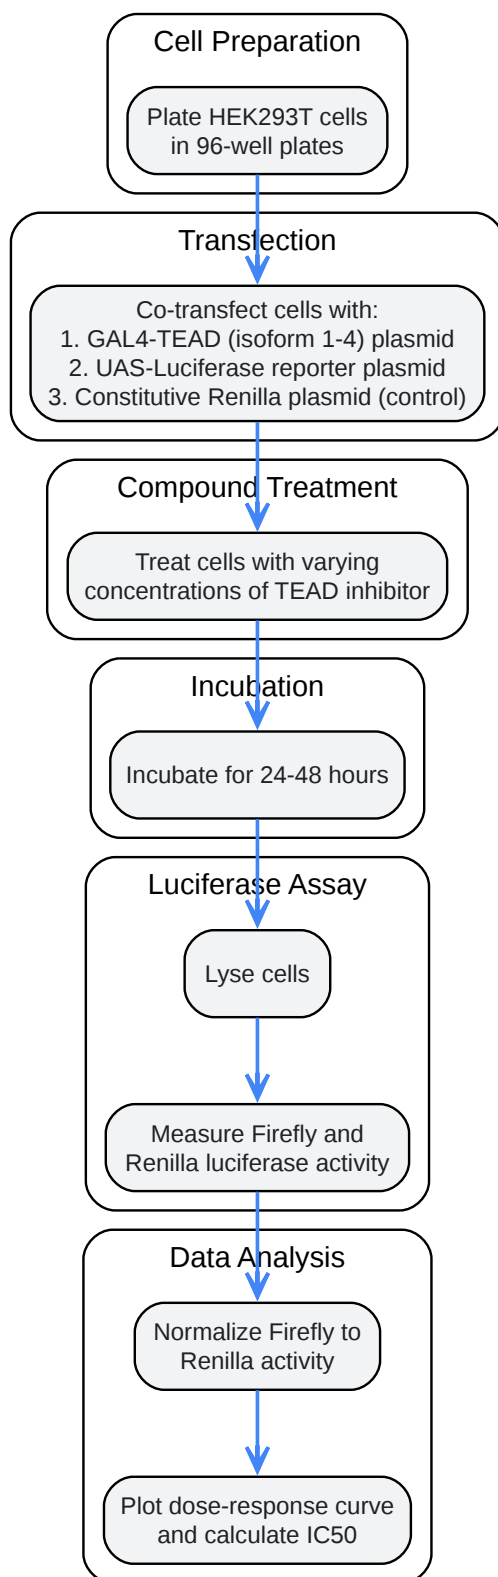 Cell Preparation
Plate HEK293T cells
in 96-well plates
Transfection
Co-transfect cells with:
1. GAL4-TEAD (isoform 1-4) plasmid
2. UAS-Luciferase reporter plasmid
3. Constitutive Renilla plasmid (control)
Compound Treatment
Treat cells with varying
concentrations of TEAD inhibitor
Incubation
Incubate for 24-48 hours
Luciferase Assay
Lyse cells
Measure Firefly and
Renilla luciferase activity
Data Analysis
Normalize Firefly to
Renilla activity
Plot dose-response curve
and calculate IC50